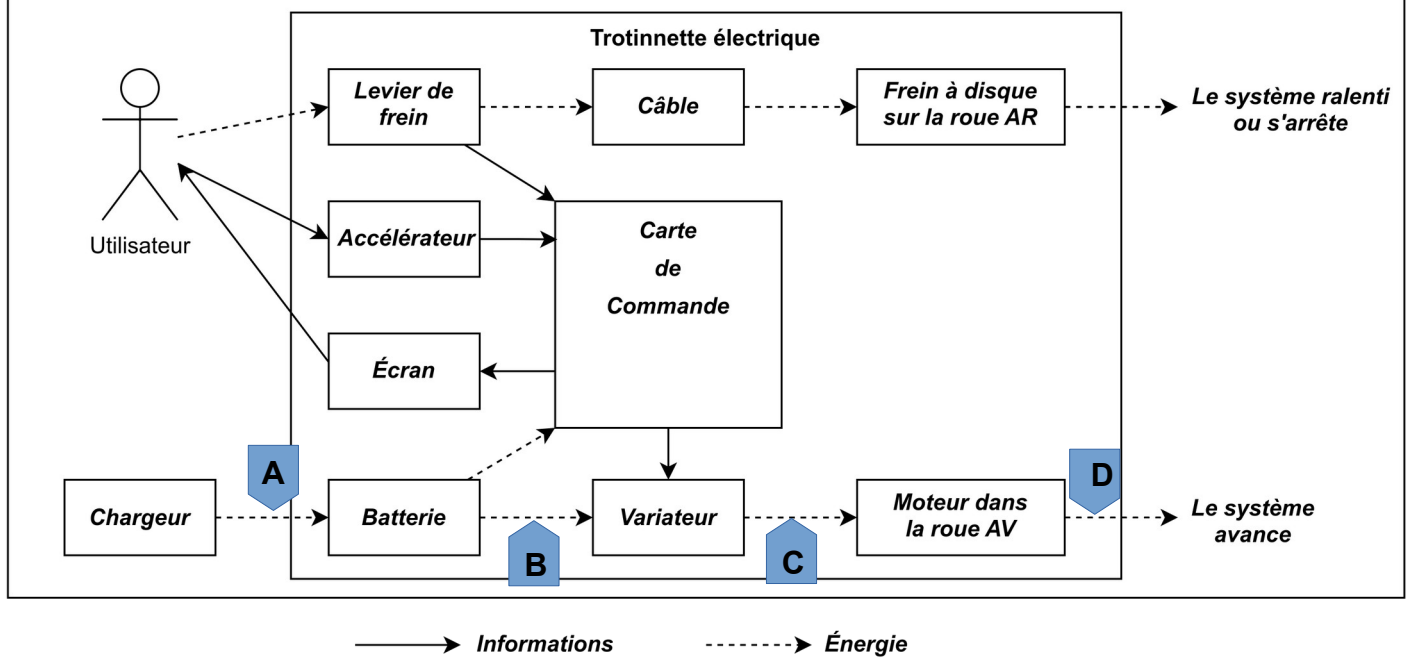 Trotinnette électrique
Levier de
frein
Câble
Frein à disque
sur la roue AR
Le système ralenti
ou s'arrête
Utilisateur
Accélérateur
Carte
de
Commande
Écran
A
D
Chargeur
Batterie
Variateur
Moteur dans
la roue AV
Le système
avance
B
C
Informations
Énergie